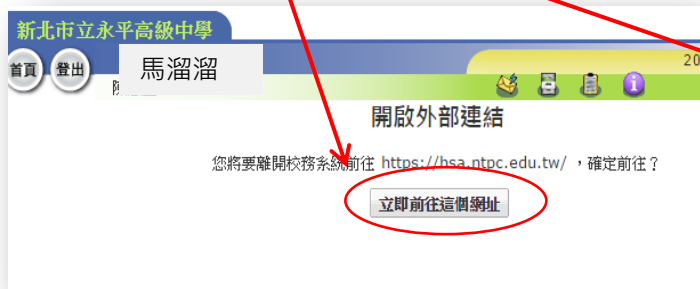 新北市立永平高級中學
20
首頁 登出 馬溜溜
開啟外部連結
您將要離開校務系統前往 https://hsa.ntpc.edu.tw/ ，確定前往？
立即前往這個網址